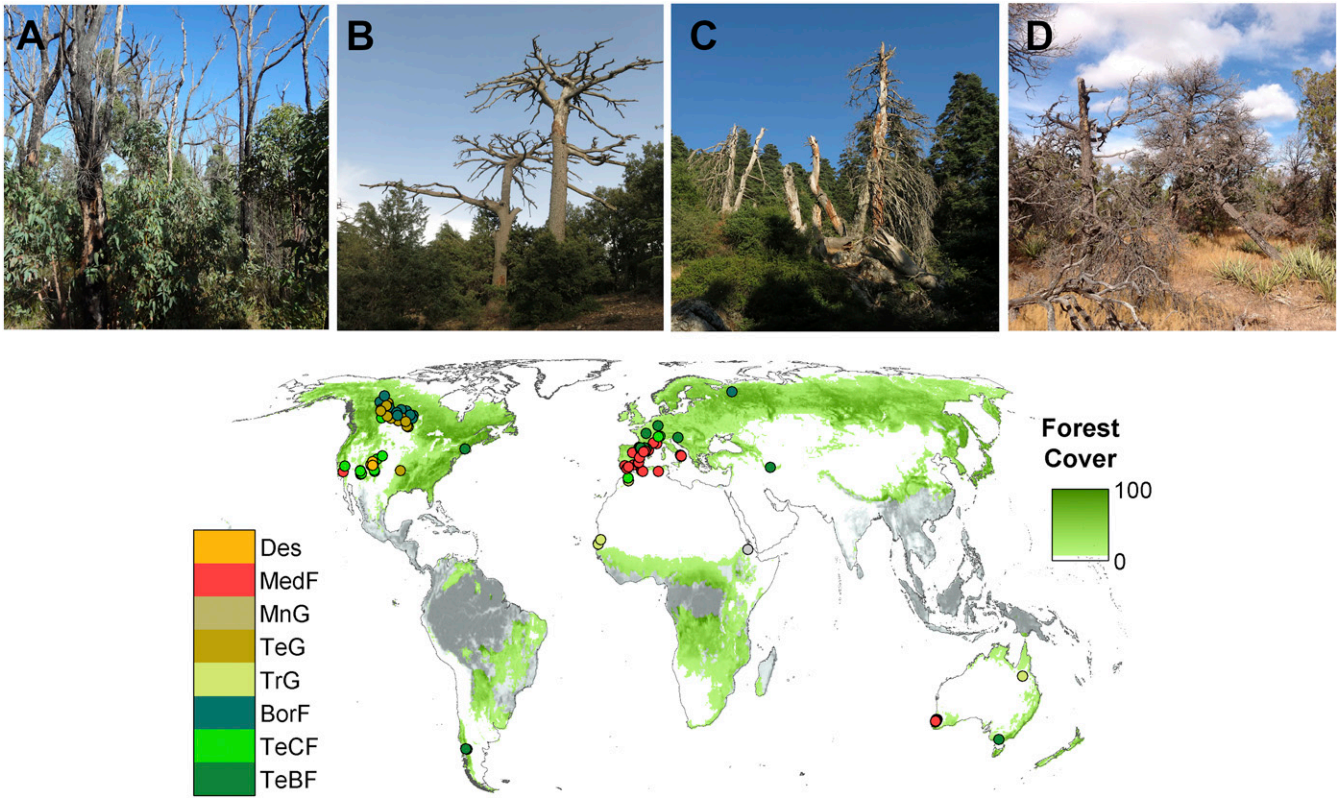 A
B
C
D
Forest
Cover
100
0
Des
MedF
MnG
TeG
TrG
BorF
TeCF
TeBF